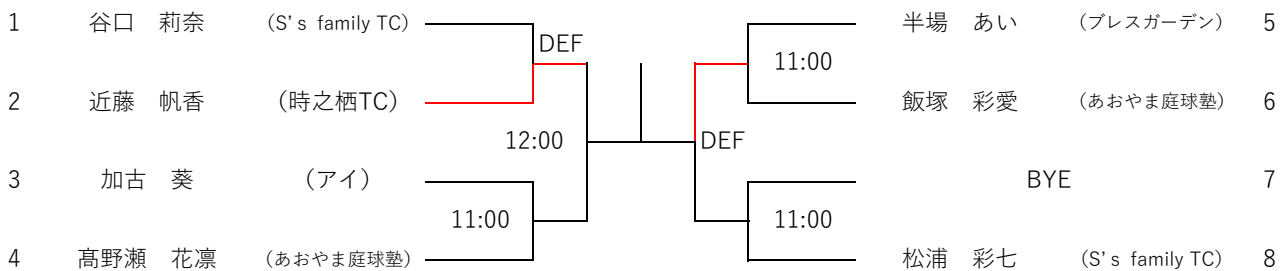 1 谷口 莉奈 (S's family TC)
DEF
2 近藤 帆香 (時之栖TC)
12:00
3 加古 葵 (アイ)
11:00
4 髙野瀬 花凛 (あおやま庭球塾)
半場 あい (ブレスガーデン) 5
11:00
飯塚 彩愛 (あおやま庭球塾) 6
DEF
BYE 7
11:00
松浦 彩七 (S's family TC) 8